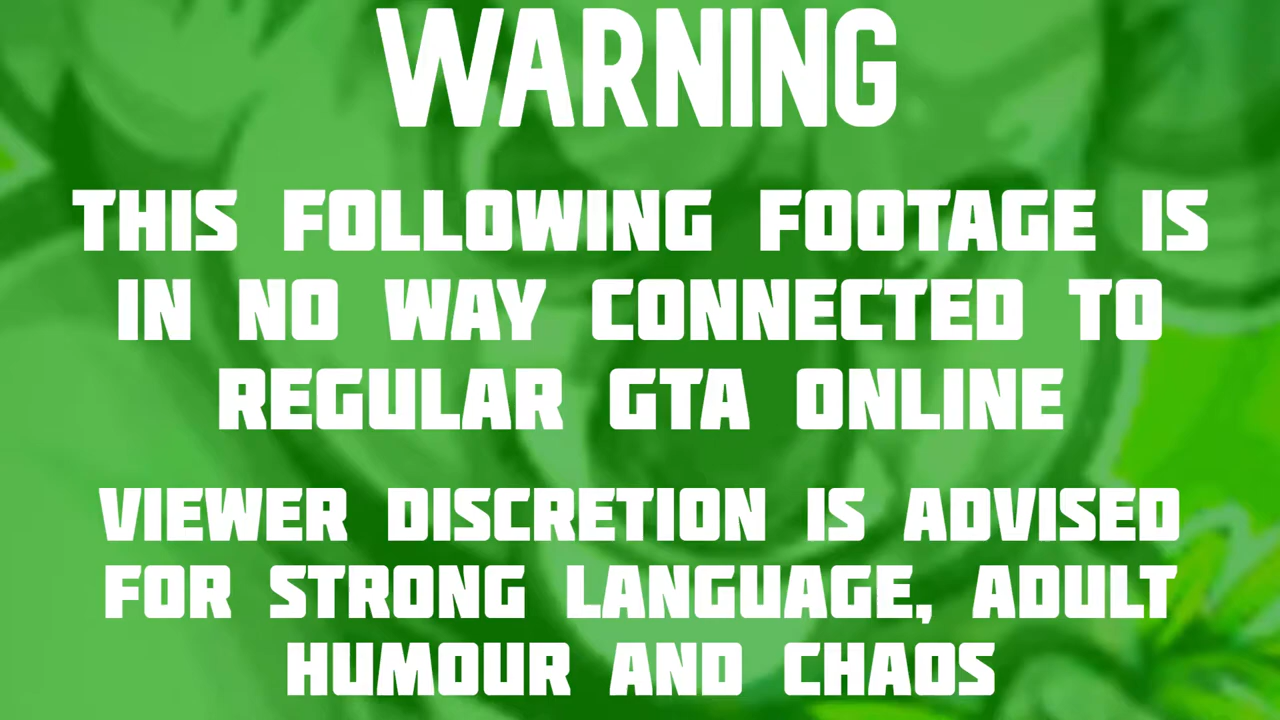 WARNING
THIS FOLLOWING FOOTAGE IS
IN NO WAY CONNECTED TO
REGULAR GTA ONLINE
VIEWER DISCRETION IS ADVISED
FOR STRONG LANGUAGE, ADULT
HUMOUR AND CHAOS